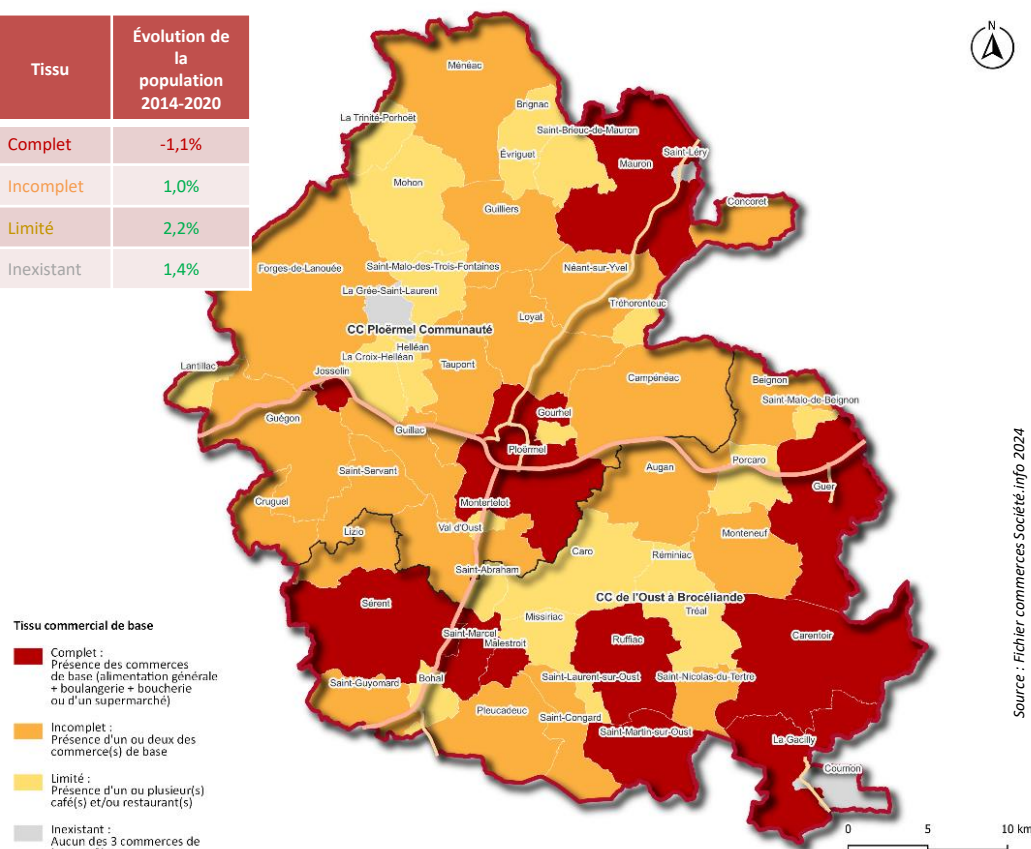 Tissu
Évolution de
la
population
2014-2020
Complet
-1,1%
Incomplet
1,0%
Limité
2,2%
Inexistant
1,4%
N
Ménéac
Brignac
La Trinité-Porhoët
Saint-Brieuc-de-Mauron
Évriguet
Mauron
Saint-Léry
Mohon
Concoret
Guilliers
Forges-de-Lanouée
Saint-Malo-des-Trois-Fontaines
Néant-sur-Yvel
La Grée-Saint-Laurent
Tréhorenteuc
Loyat
CC Ploërmel Communauté
Helléan
La Croix-Helléan
Taupont
Lantillac
Josselin
Campénéac
Beignon
Saint-Malo-de-Beignon
Gourhel
Guégon
Guillac
Ploërmel
Porcaro
Augan
Saint-Servant
Guer
Cruguel
Montertelot
Lizio
Val d'Oust
Monteneuf
Caro
Réminiac
Saint-Abraham
CC de l'Oust à Brocéliande
Sérent
Tréal
Missiriac
Saint-Marcel
Malestroit
Ruffiac
Carentoir
Saint-Guyomard
Bohal
Saint-Laurent-sur-Oust
Saint-Nicolas-du-Tertre
Pleucadeuc
Saint-Congard
Saint-Martin-sur-Oust
La Gacilly
Cournon
Tissu commercial de base
Complet :
Présence des commerces
de base (alimentation générale
+ boulangerie + boucherie
ou d'un supermarché)
Incomplet :
Présence d'un ou deux des
commerce(s) de base
Limité :
Présence d'un ou plusieur(s)
café(s) et/ou restaurant(s)
Inexistant :
Aucun des 3 commerces de
0 5 10 km
Source : Fichier commerces Société.info 2024